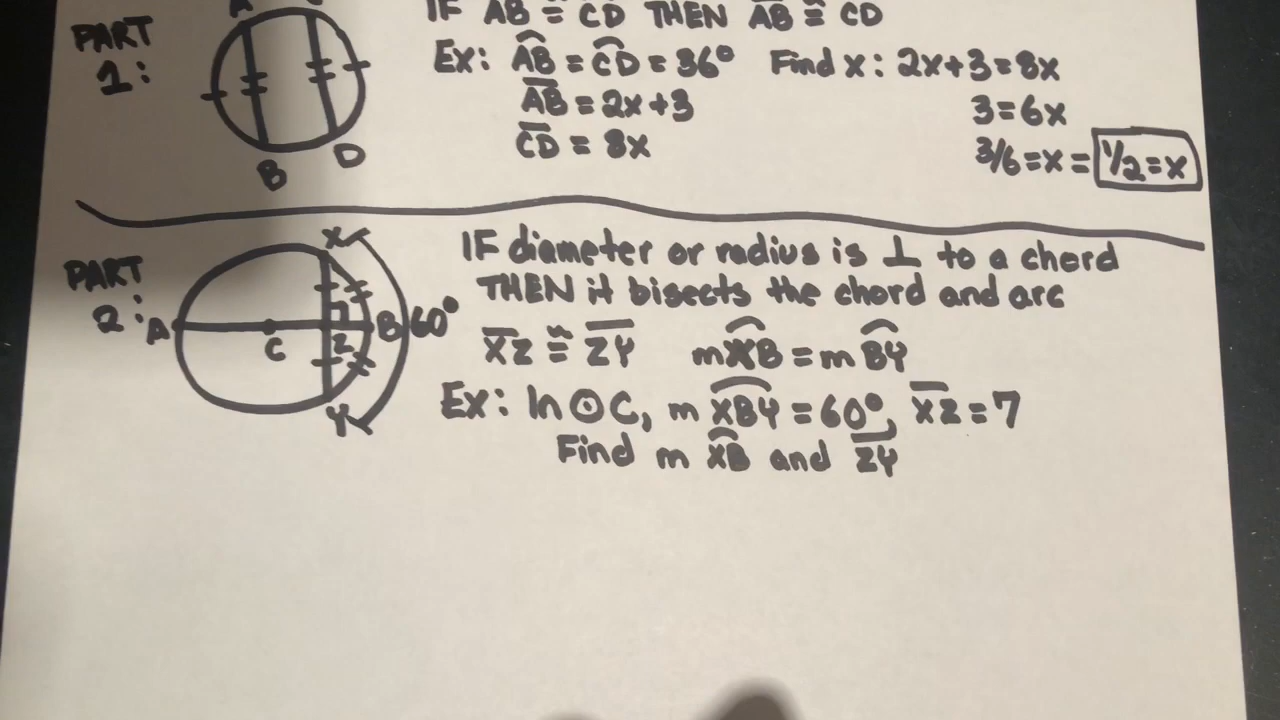 PART
1:
A
C
B
D
IF AB ≅ CD THEN AB ≅ CD
Ex: AB = CD = 36° Find x: 2x+3=8x
AB = 2x+3
3=6x
CD = 8x
3/6=x= 1/2=x
PART
2:
X
A
C
Z
B 60°
Y
IF diameter or radius is ⊥ to a chord
THEN it bisects the chord and arc
XZ ≅ ZY mXB = mBY
Ex: In ⊙C, m XBY = 60°, XZ = 7
Find m XB and ZY